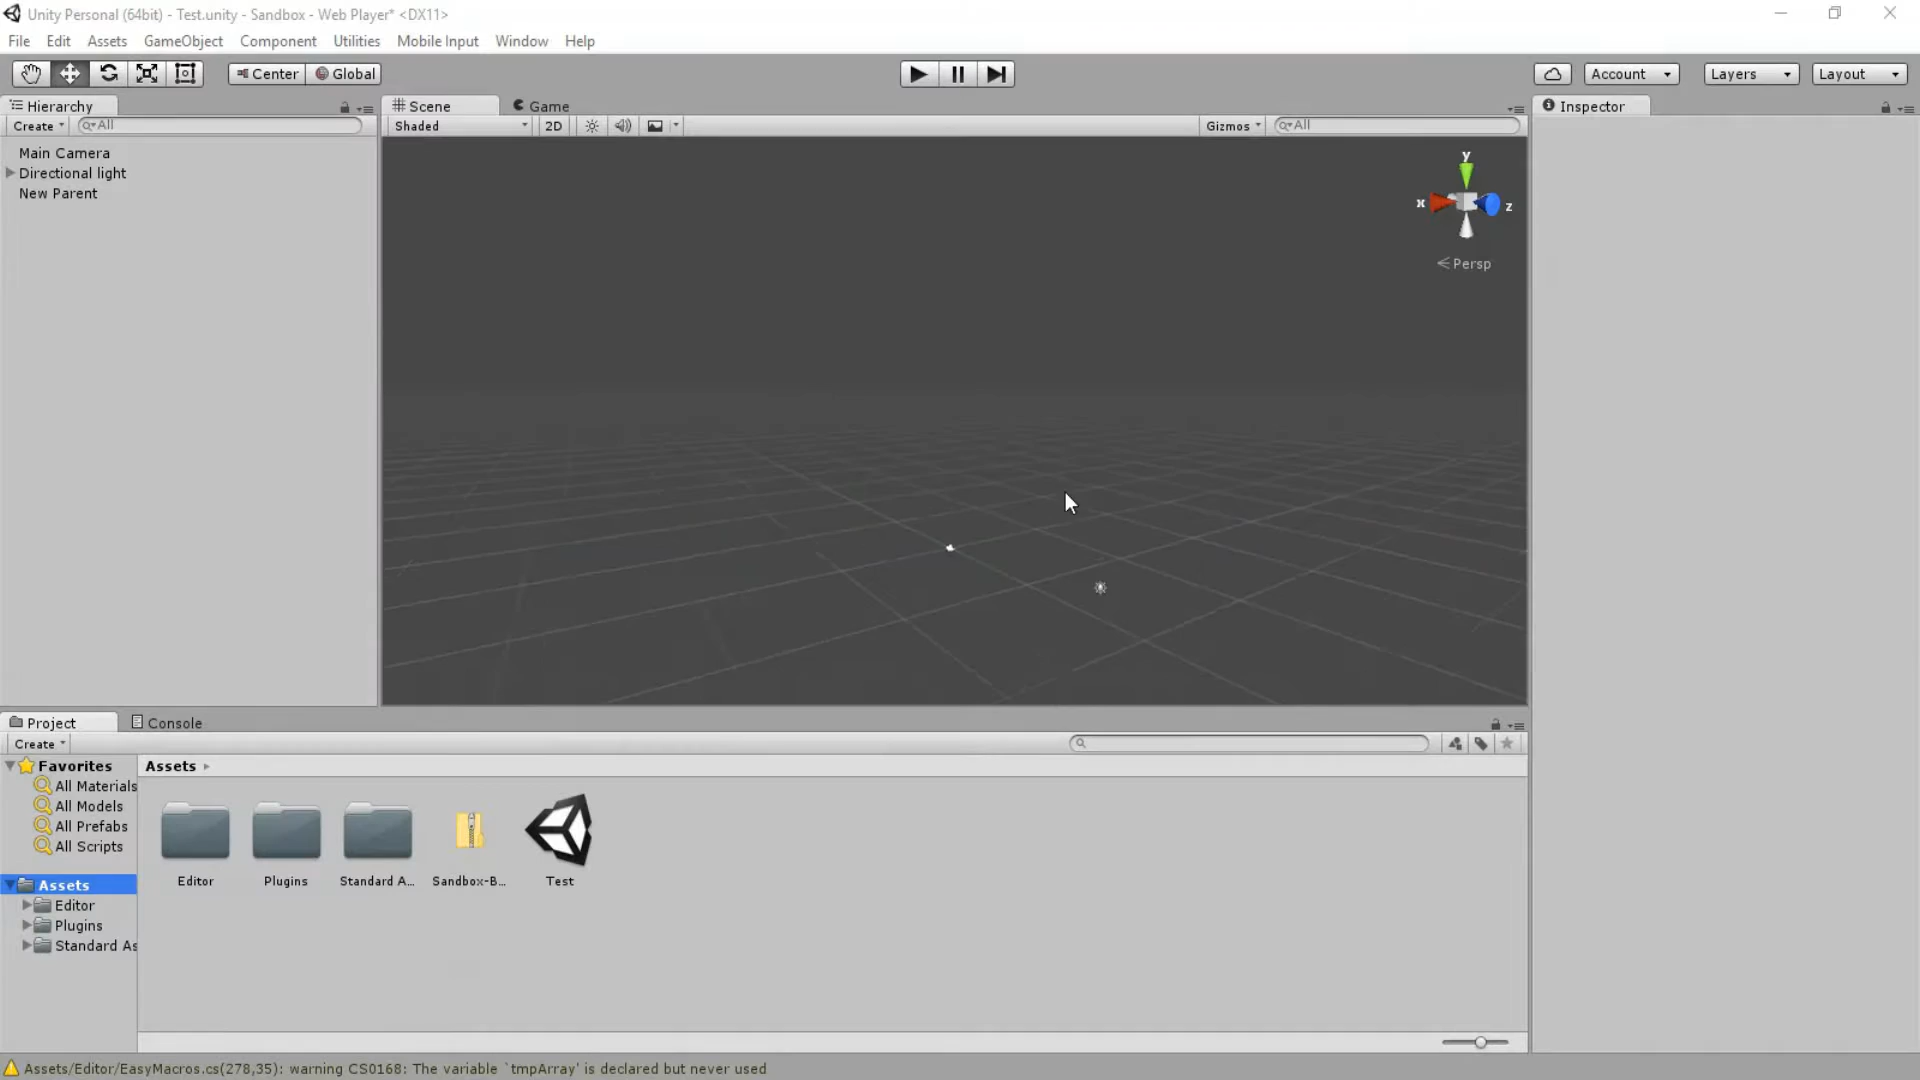 Unity Personal (64bit) - Test.unity - Sandbox - Web Player* <DX11>
File Edit Assets GameObject Component Utilities Mobile Input Window Help
Center Global Account Layers Layout
Hierarchy Scene Game Inspector
Create All Shaded 2D Gizmos All
Main Camera
Directional light
New Parent
y
x z
Persp
Project Console
Create
Favorites Assets
All Materials
All Models
All Prefabs
All Scripts
Editor Plugins Standard A... Sandbox-B... Test
Assets
Editor
Plugins
Standard As
Assets/Editor/EasyMacros.cs(278,35): warning CS0168: The variable `tmpArray' is declared but never used